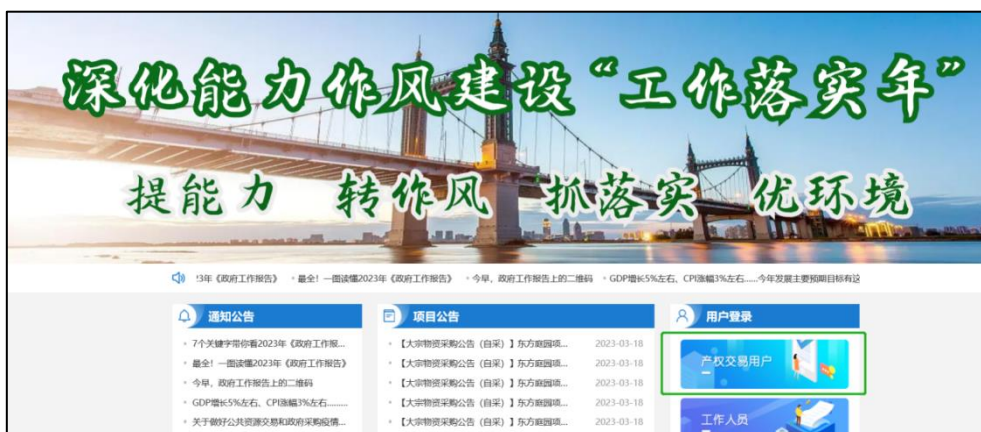 深化能力作风建设“工作落实年”
提能力 转作风 抓落实 优环境
3年《政府工作报告》 · 最全！一图读懂2023年《政府工作报告》 · 今早，政府工作报告上的二维码 · GDP增长5%左右、CPI涨幅3%左右……今年发展主要预期目标有这
通知公告
7个关键字带你看2023年《政府工作报...
最全！一图读懂2023年《政府工作报告》
今早，政府工作报告上的二维码
GDP增长5%左右、CPI涨幅3%左右.........
关于做好公共资源交易和政府采购疫情...
项目公告
【大宗物资采购公告（自采）】东方庭园项... 2023-03-18
【大宗物资采购公告（自采）】东方庭园项... 2023-03-18
【大宗物资采购公告（自采）】东方庭园项... 2023-03-18
【大宗物资采购公告（自采）】东方庭园项... 2023-03-18
【大宗物资采购公告（自采）】东方庭园项... 2023-03-18
用户登录
产权交易用户
工作人员